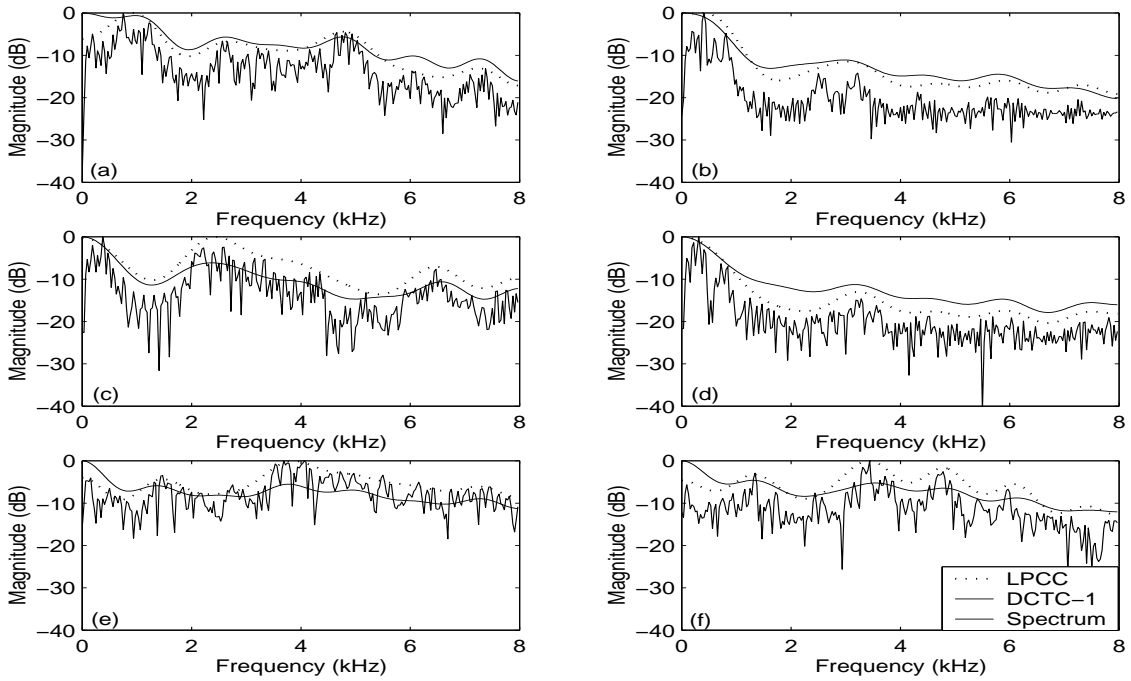 0
−10
−20
−30
−40
Magnitude (dB)
(a)
0 2 4 6 8
Frequency (kHz)
0
−10
−20
−30
−40
Magnitude (dB)
(b)
0 2 4 6 8
Frequency (kHz)
0
−10
−20
−30
−40
Magnitude (dB)
(c)
0 2 4 6 8
Frequency (kHz)
0
−10
−20
−30
−40
Magnitude (dB)
(d)
0 2 4 6 8
Frequency (kHz)
0
−10
−20
−30
−40
Magnitude (dB)
(e)
0 2 4 6 8
Frequency (kHz)
0
−10
−20
−30
−40
Magnitude (dB)
(f)
LPCC
DCTC−1
Spectrum
0 2 4 6 8
Frequency (kHz)